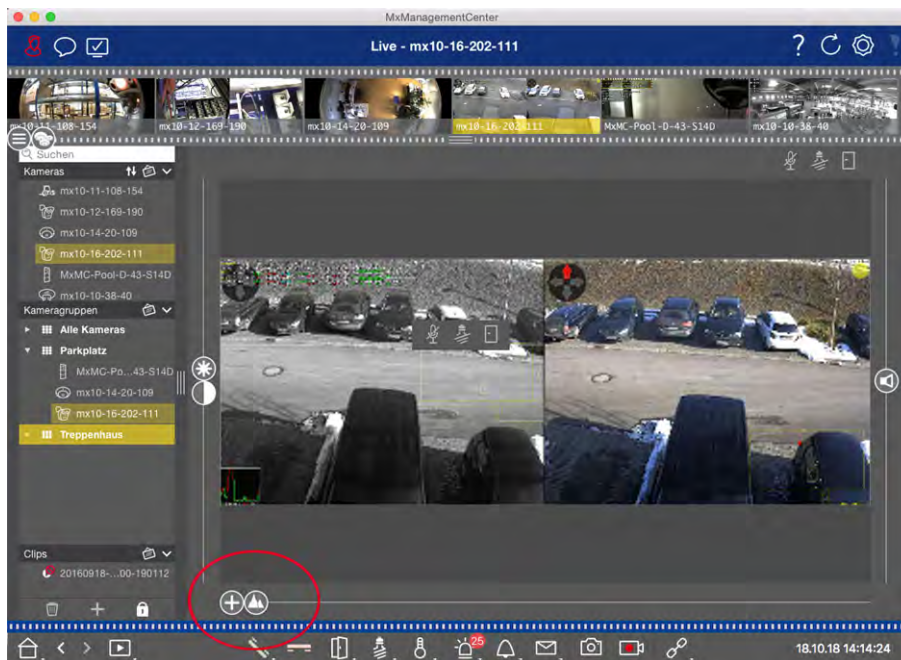 MxManagementCenter
Live - mx10-16-202-111
mx10-11-108-154
mx10-12-169-190
mx10-14-20-109
mx10-16-202-111
MxMC-Pool-D-43-S14D
mx10-10-38-40
Suchen
Kameras
mx10-11-108-154
mx10-12-169-190
mx10-14-20-109
mx10-16-202-111
MxMC-Pool-D-43-S14D
mx10-10-38-40
Kameragruppen
Alle Kameras
Parkplatz
MxMC-Po...43-S14D
mx10-14-20-109
mx10-16-202-111
Treppenhaus
Clips
20160918-...00-190112
25
18.10.18 14:14:24